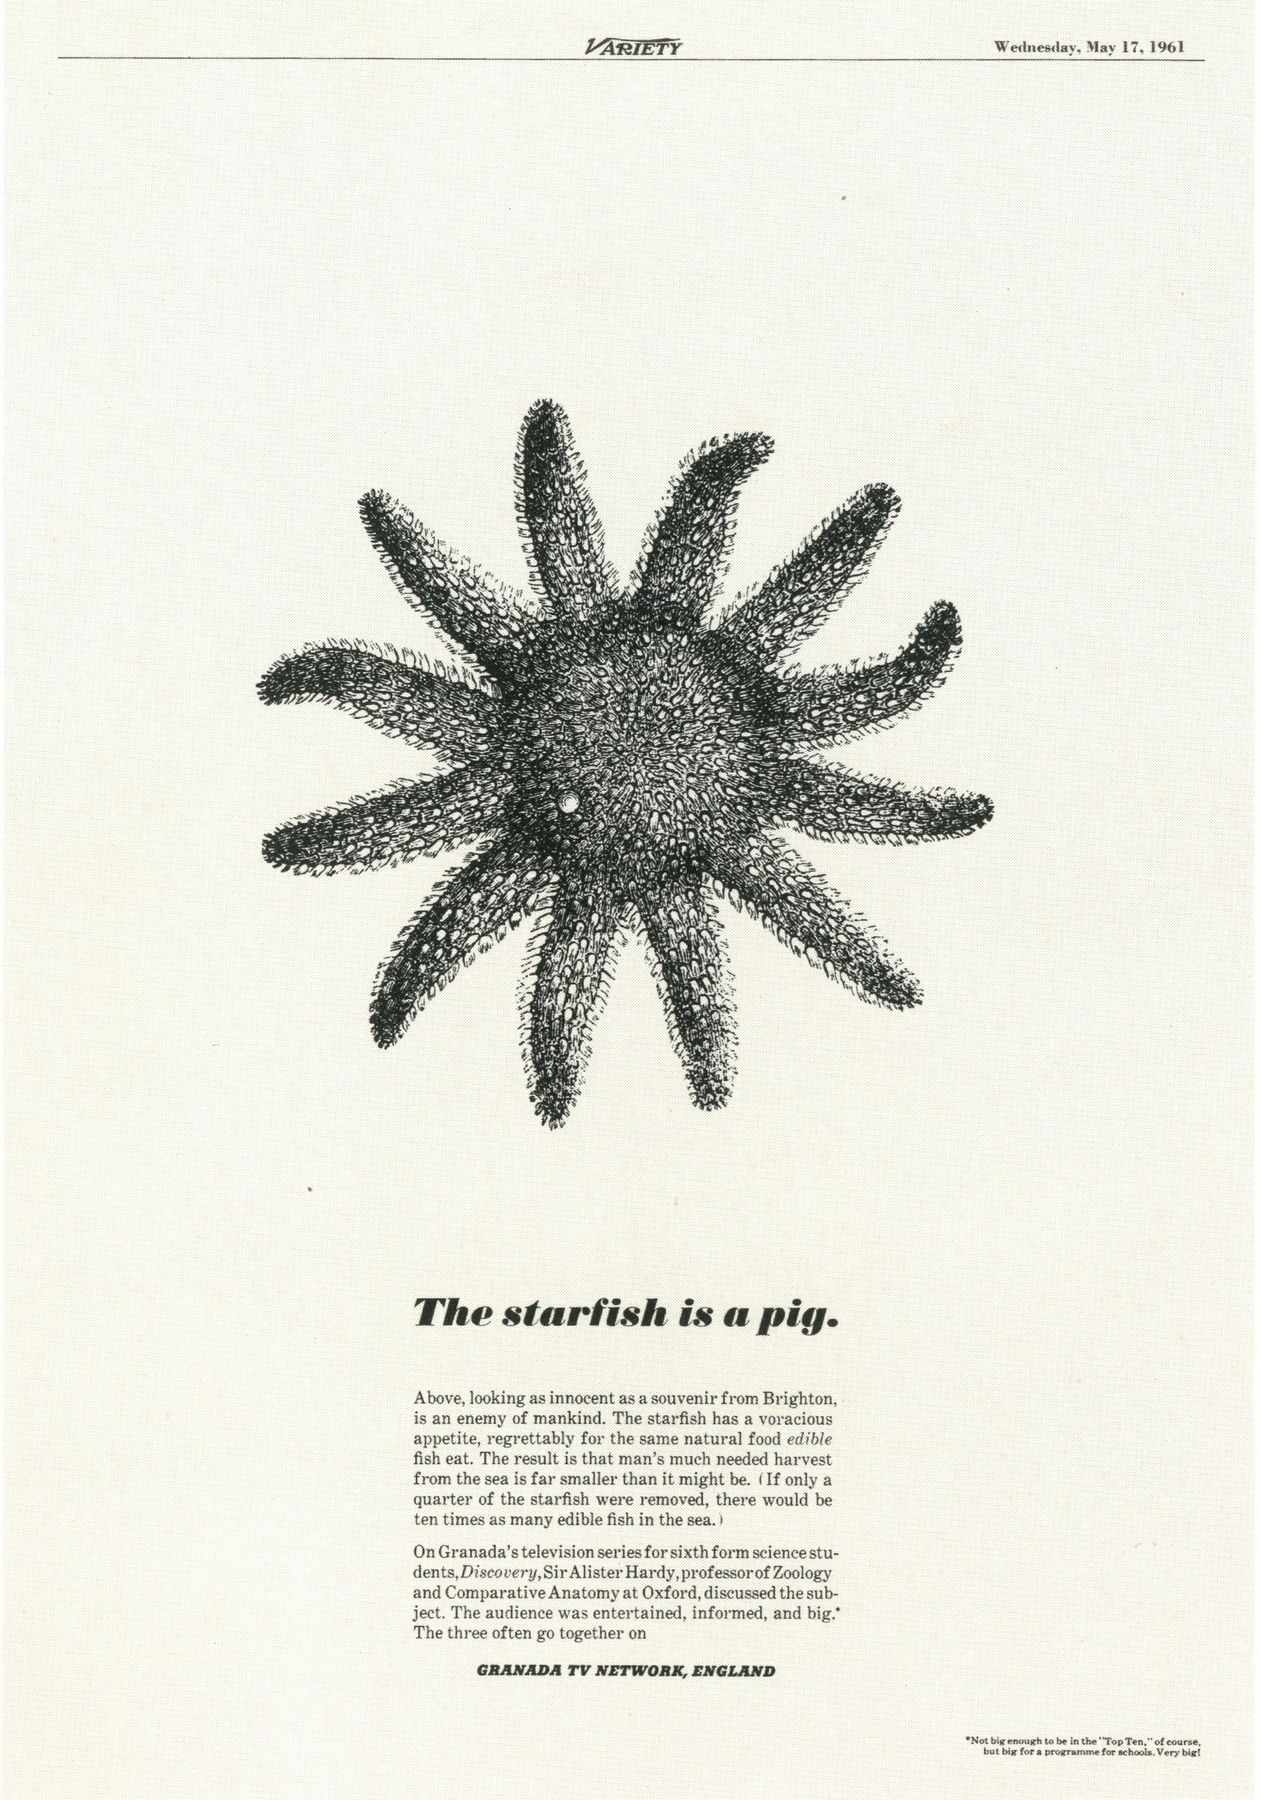 VARIETY
Wednesday, May 17, 1961
The starfish is a pig.
Above, looking as innocent as a souvenir from Brighton,
is an enemy of mankind. The starfish has a voracious
appetite, regrettably for the same natural food edible
fish eat. The result is that man's much needed harvest
from the sea is far smaller than it might be. (If only a
quarter of the starfish were removed, there would be
ten times as many edible fish in the sea.)
On Granada's television series for sixth form science stu-
dents, Discovery, Sir Alister Hardy, professor of Zoology
and Comparative Anatomy at Oxford, discussed the sub-
ject. The audience was entertained, informed, and big.*
The three often go together on
GRANADA TV NETWORK, ENGLAND
*Not big enough to be in the "Top Ten," of course,
but big for a programme for schools. Very big!